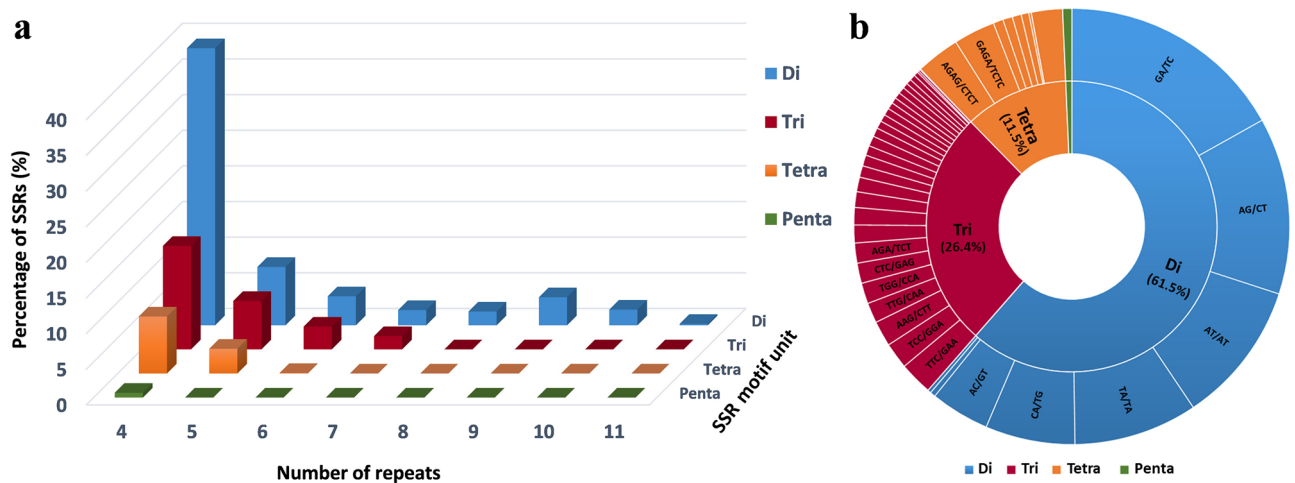 a
Percentage of SSRs (%)
40
35
30
25
20
15
10
5
0
4 5 6 7 8 9 10 11
Number of repeats
Di
Tri
Tetra
Penta
SSR motif unit
Di
Tri
Tetra
Penta
b
GA/TC
AG/CT
AT/AT
TA/TA
CA/TG
AC/GT
TTC/GAA
TCC/GGA
AAG/CTT
TTG/CAA
TGG/CCA
CTC/GAG
AGA/TCT
AGAG/CTCT
GAGA/TCTC
Di
(61.5%)
Tri
(26.4%)
Tetra
(11.5%)
Di Tri Tetra Penta